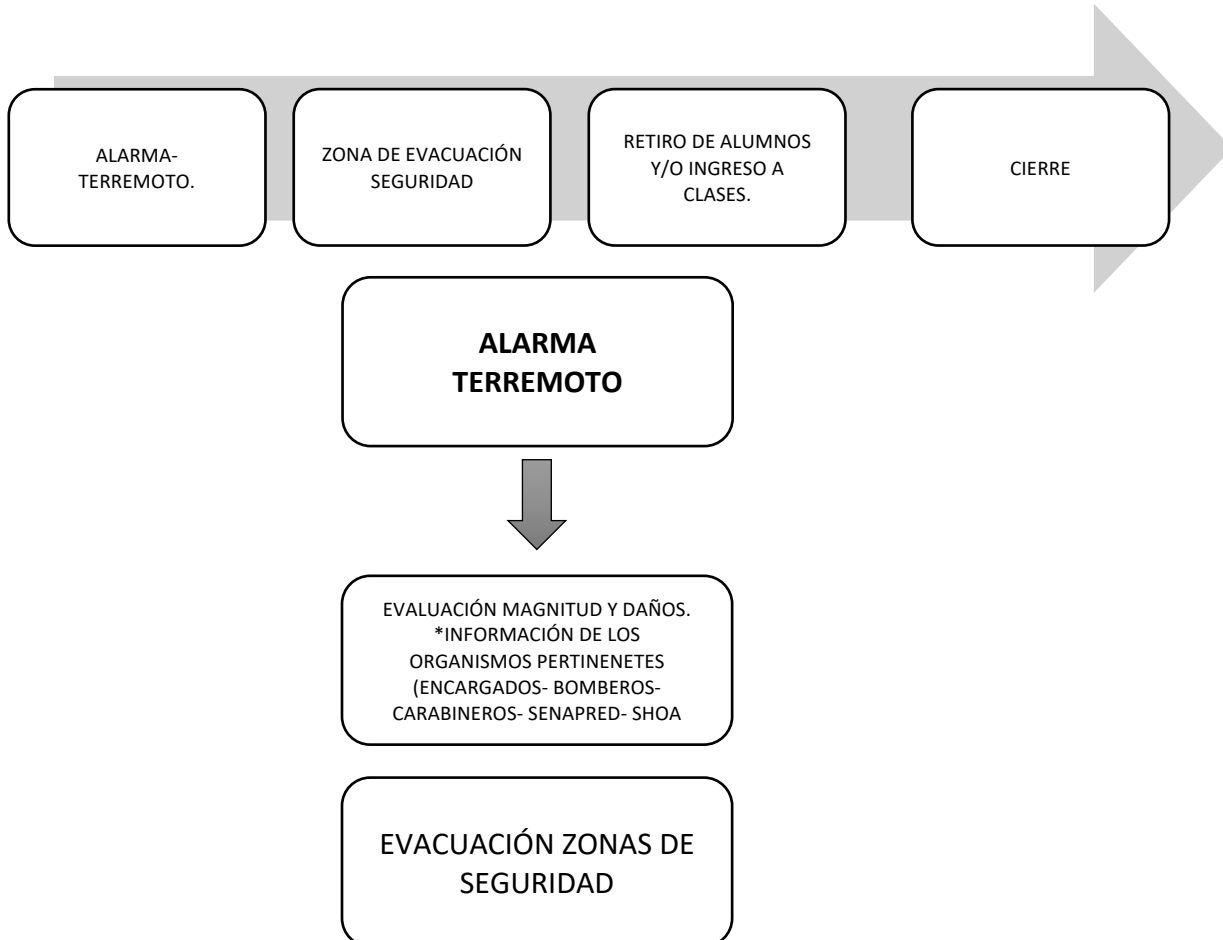 ALARMA-
TERREMOTO.
ZONA DE EVACUACIÓN
SEGURIDAD
RETIRO DE ALUMNOS
Y/O INGRESO A
CLASES.
CIERRE
ALARMA
TERREMOTO
EVALUACIÓN MAGNITUD Y DAÑOS.
*INFORMACIÓN DE LOS
ORGANISMOS PERTINENETES
(ENCARGADOS- BOMBEROS-
CARABINEROS- SENAPRED- SHOA
EVACUACIÓN ZONAS DE
SEGURIDAD